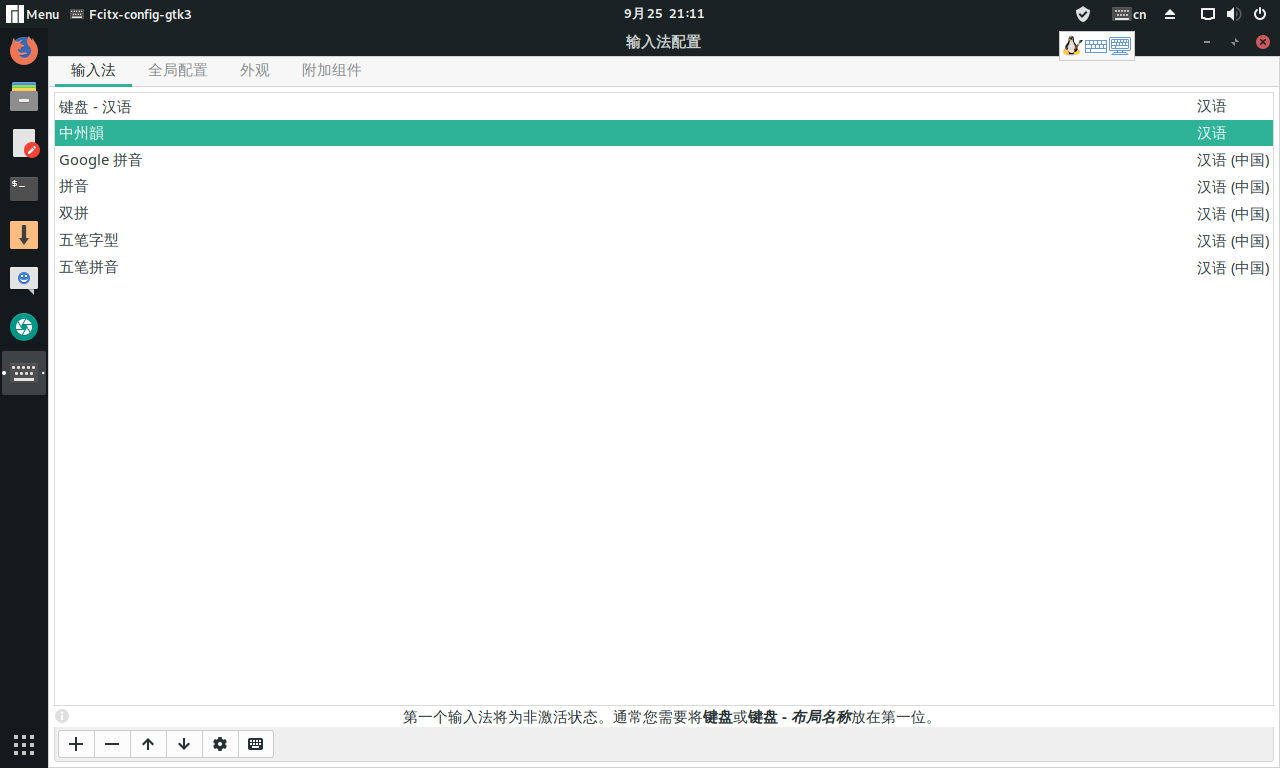 Menu Fcitx-config-gtk3 9月25 21:11 cn
输入法配置
输入法 全局配置 外观 附加组件
键盘 - 汉语 汉语
中州韻 汉语
Google 拼音 汉语 (中国)
拼音 汉语 (中国)
双拼 汉语 (中国)
五笔字型 汉语 (中国)
五笔拼音 汉语 (中国)
第一个输入法将为非激活状态。通常您需要将键盘或键盘 - 布局名称放在第一位。